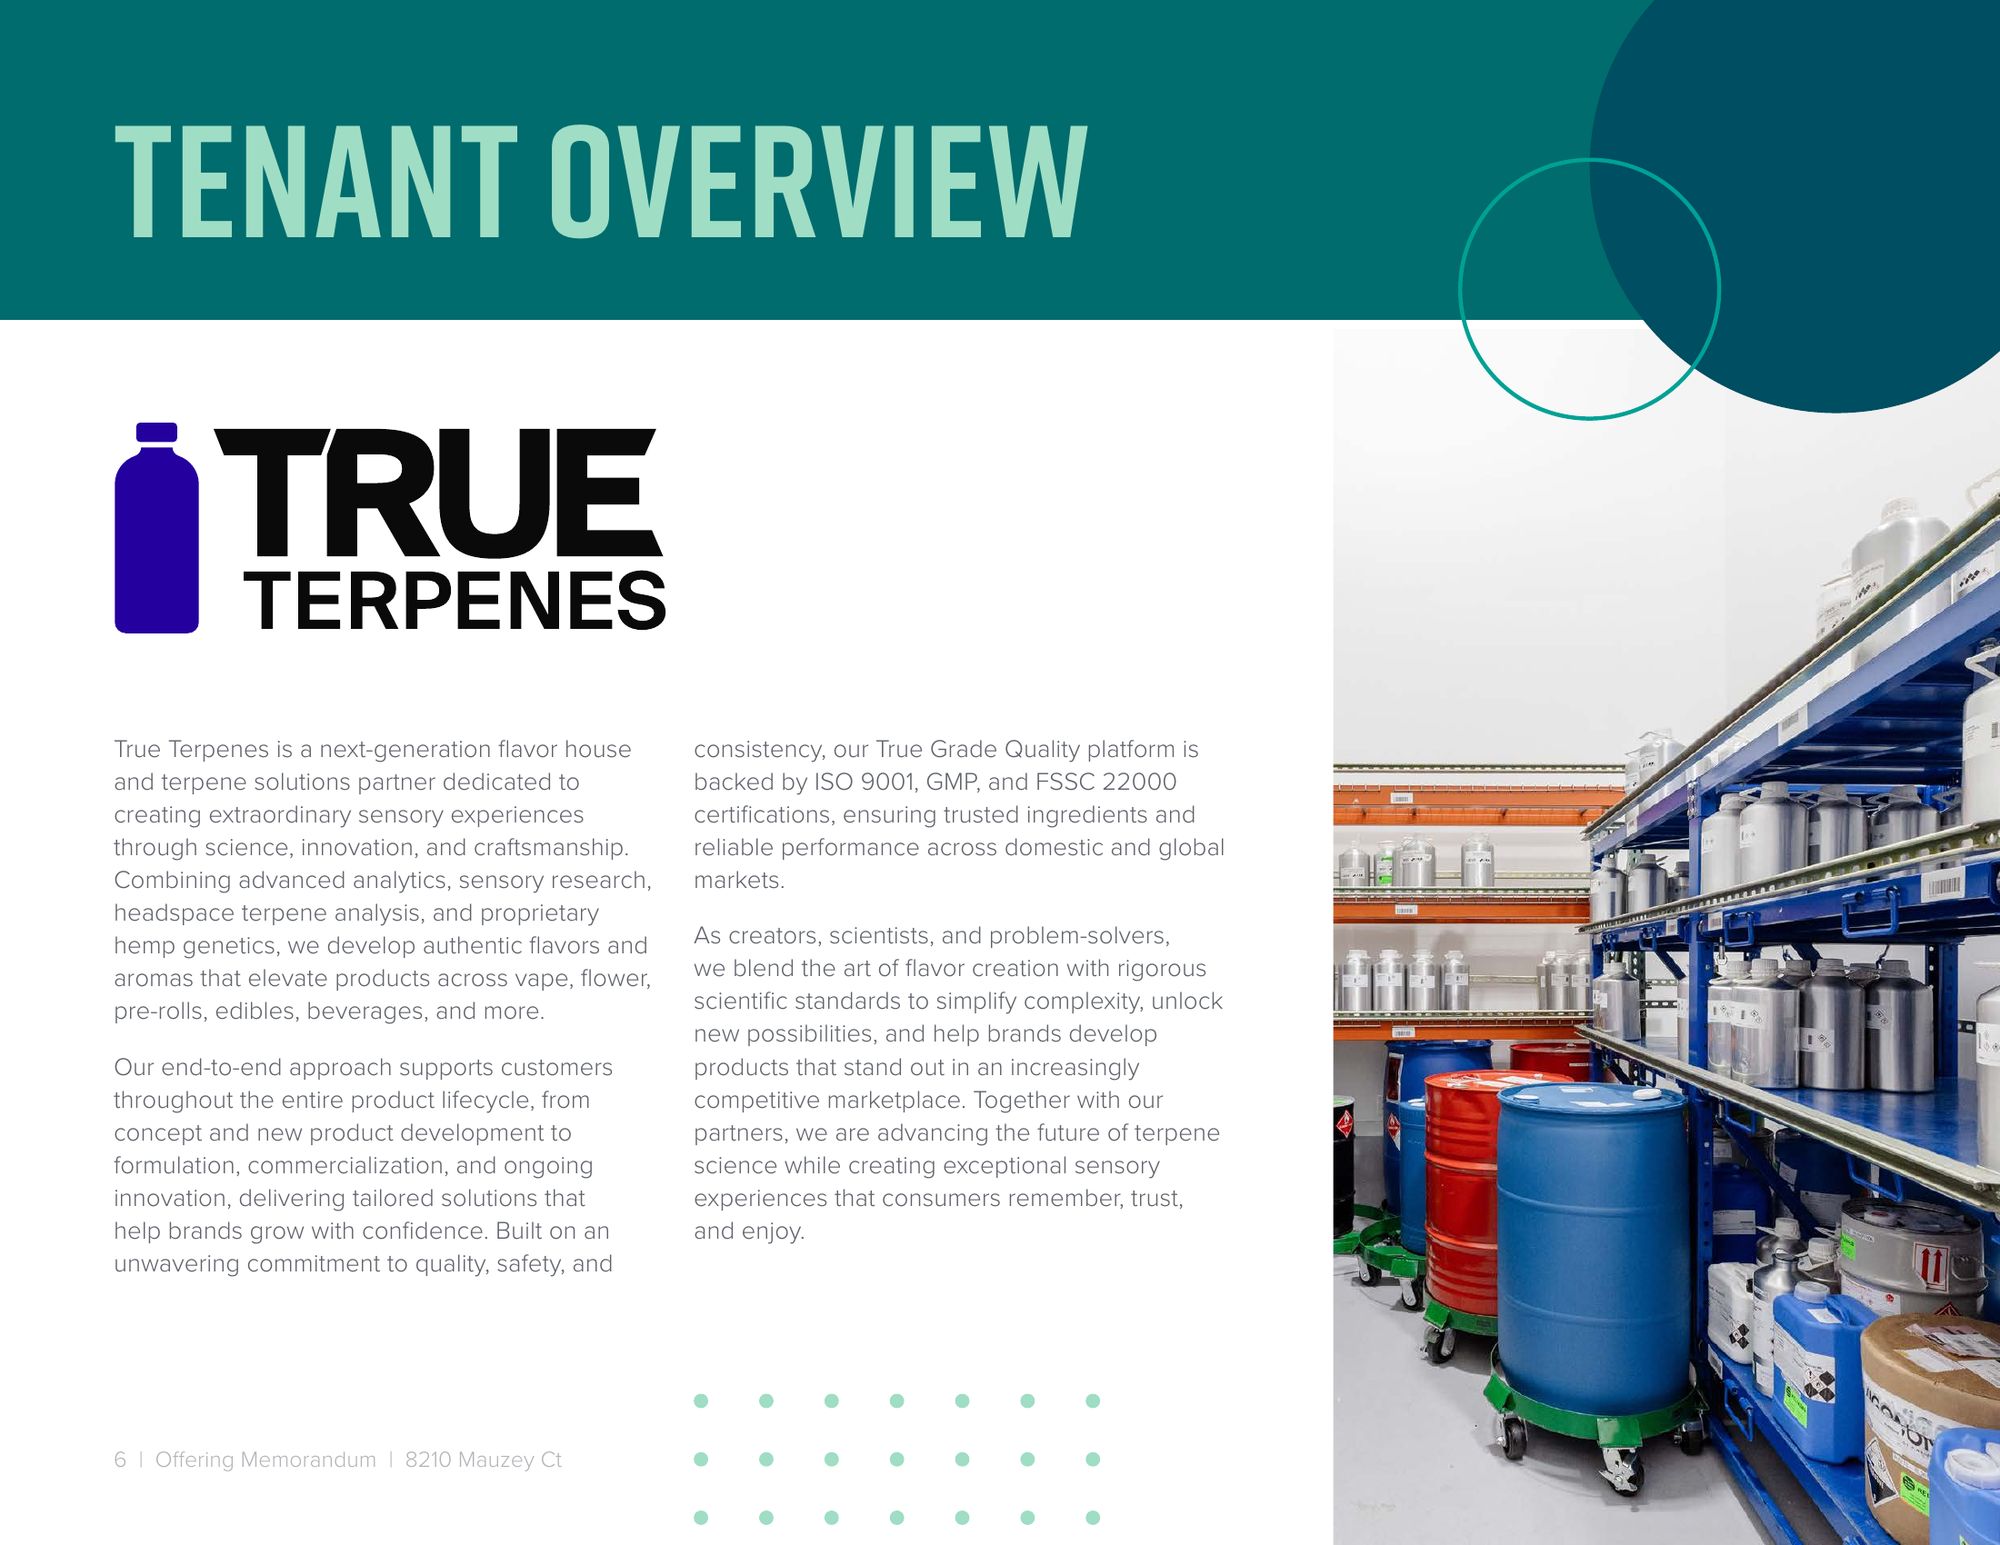 TENANT OVERVIEW
TRUE
TERPENES
True Terpenes is a next-generation flavor house
and terpene solutions partner dedicated to
creating extraordinary sensory experiences
through science, innovation, and craftsmanship.
Combining advanced analytics, sensory research,
headspace terpene analysis, and proprietary
hemp genetics, we develop authentic flavors and
aromas that elevate products across vape, flower,
pre-rolls, edibles, beverages, and more.
Our end-to-end approach supports customers
throughout the entire product lifecycle, from
concept and new product development to
formulation, commercialization, and ongoing
innovation, delivering tailored solutions that
help brands grow with confidence. Built on an
unwavering commitment to quality, safety, and
consistency, our True Grade Quality platform is
backed by ISO 9001, GMP, and FSSC 22000
certifications, ensuring trusted ingredients and
reliable performance across domestic and global
markets.
As creators, scientists, and problem-solvers,
we blend the art of flavor creation with rigorous
scientific standards to simplify complexity, unlock
new possibilities, and help brands develop
products that stand out in an increasingly
competitive marketplace. Together with our
partners, we are advancing the future of terpene
science while creating exceptional sensory
experiences that consumers remember, trust,
and enjoy.
6 | Offering Memorandum | 8210 Mauzey Ct